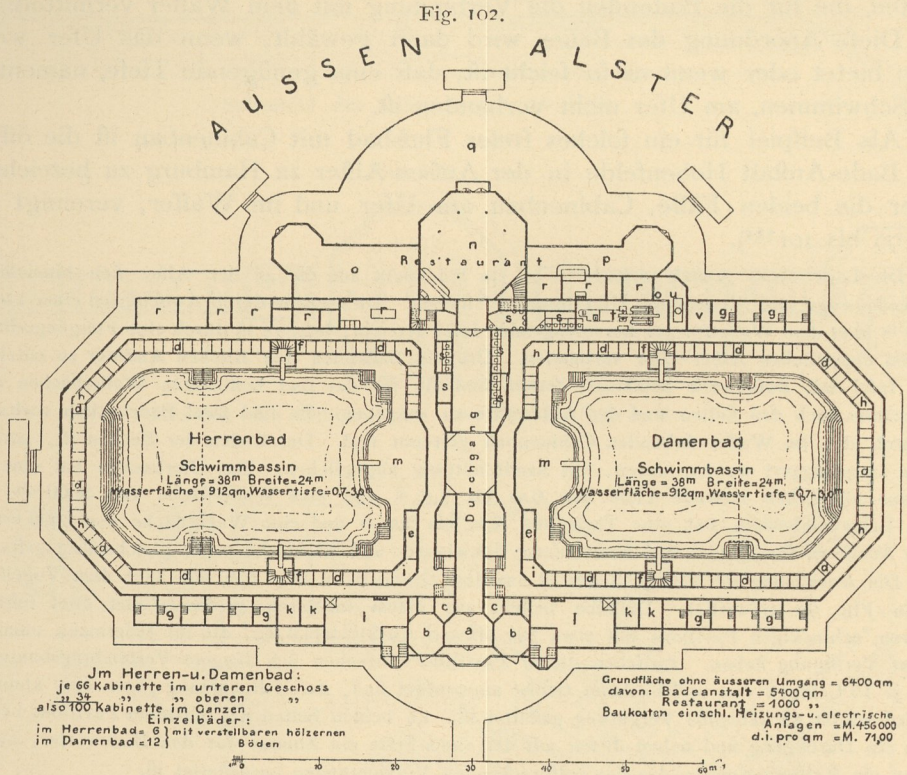 Fig. 102.
AUSSEN ALSTER
q
n
Restaurant
o
p
r r r r r r r r
s s t u v g g
d f d h
s s s
h d f d
h d
Herrenbad
Schwimmbassin
Länge = 38m Breite = 24m
Wasserfläche = 912qm, Wassertiefe = 0,7-3,0m
m
Durchgang
m
Damenbad
Schwimmbassin
Länge = 38m Breite = 24m
Wasserfläche = 912qm, Wassertiefe = 0,7-3,0m
d h
d e e d
d f d i i d f d
g g k k l c c l k k g g
b a b
Jm Herren-u. Damenbad:
je 66 Kabinette im unteren Geschoss
„ 34 „ oberen „
also 100 Kabinette im Ganzen
Einzelbäder:
im Herrenbad = 6 } mit verstellbaren hölzernen
im Damenbad = 12 } Böden
Grundfläche ohne äusseren Umgang = 6400qm
davon: Badeanstalt = 5400qm
Restaurant = 1000 „
Baukosten einschl. Heizungs-u. electrische
Anlagen = M. 456000
d.i. pro qm = M. 71,00
0 10 20 30 40 50 60m